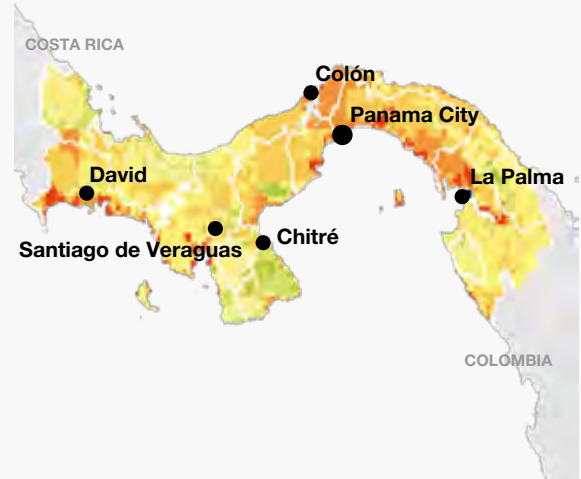 COSTA RICA
Colón
Panama City
David
La Palma
Santiago de Veraguas
Chitré
COLOMBIA